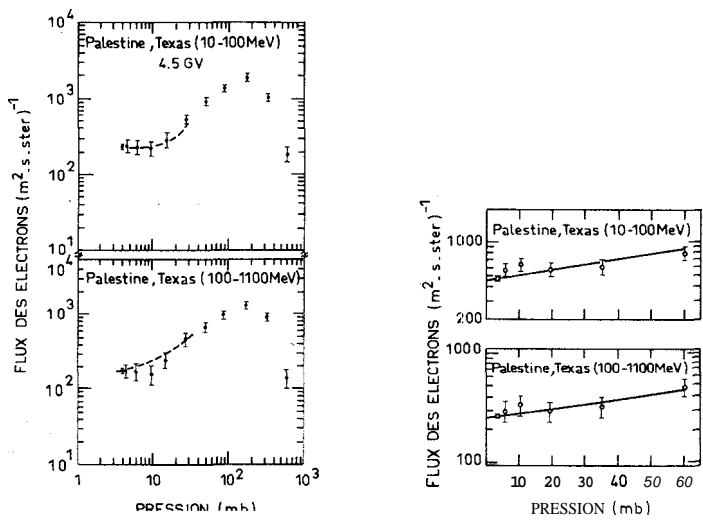 10⁴
Palestine, Texas (10-100MeV)
4.5 GV
10³
10²
10¹
10⁴
Palestine, Texas (100-1100MeV)
10³
10²
10¹
1 10 100 10³
PRESSION (mb)
FLUX DES ELECTRONS (m². s. ster)⁻¹
Palestine, Texas (10-100MeV)
1000
200
1000
Palestine, Texas (100-1100MeV)
100
10 20 30 40 50 60
PRESSION (mb)
FLUX DES ELECTRONS (m². s. ster)⁻¹